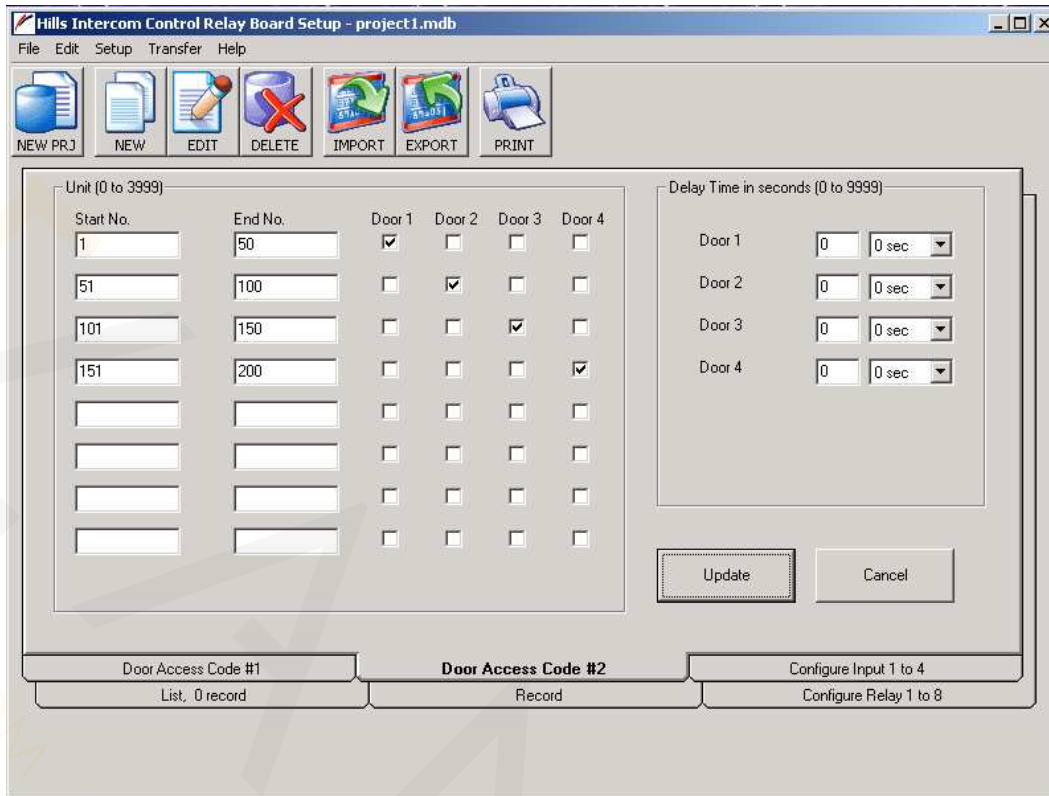 Hills Intercom Control Relay Board Setup - project1.mdb
File Edit Setup Transfer Help
NEW PRJ NEW EDIT DELETE IMPORT EXPORT PRINT
Unit (0 to 3999)
Start No. End No. Door 1 Door 2 Door 3 Door 4
1 50
51 100
101 150
151 200
Delay Time in seconds (0 to 9999)
Door 1 0 0 sec
Door 2 0 0 sec
Door 3 0 0 sec
Door 4 0 0 sec
Update Cancel
Door Access Code #1 Door Access Code #2 Configure Input 1 to 4
List, 0 record Record Configure Relay 1 to 8